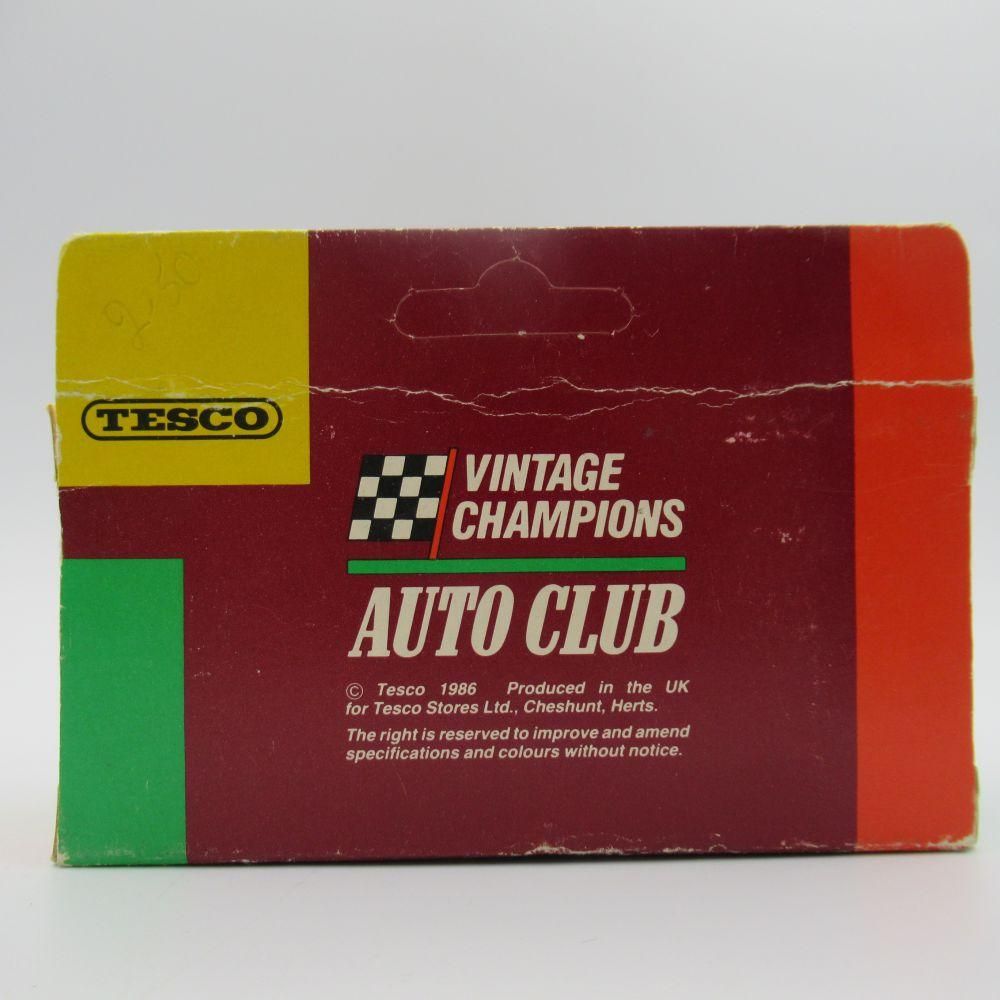 2-50
TESCO
VINTAGE
CHAMPIONS
AUTO CLUB
© Tesco 1986 Produced in the UK
for Tesco Stores Ltd., Cheshunt, Herts.
The right is reserved to improve and amend
specifications and colours without notice.